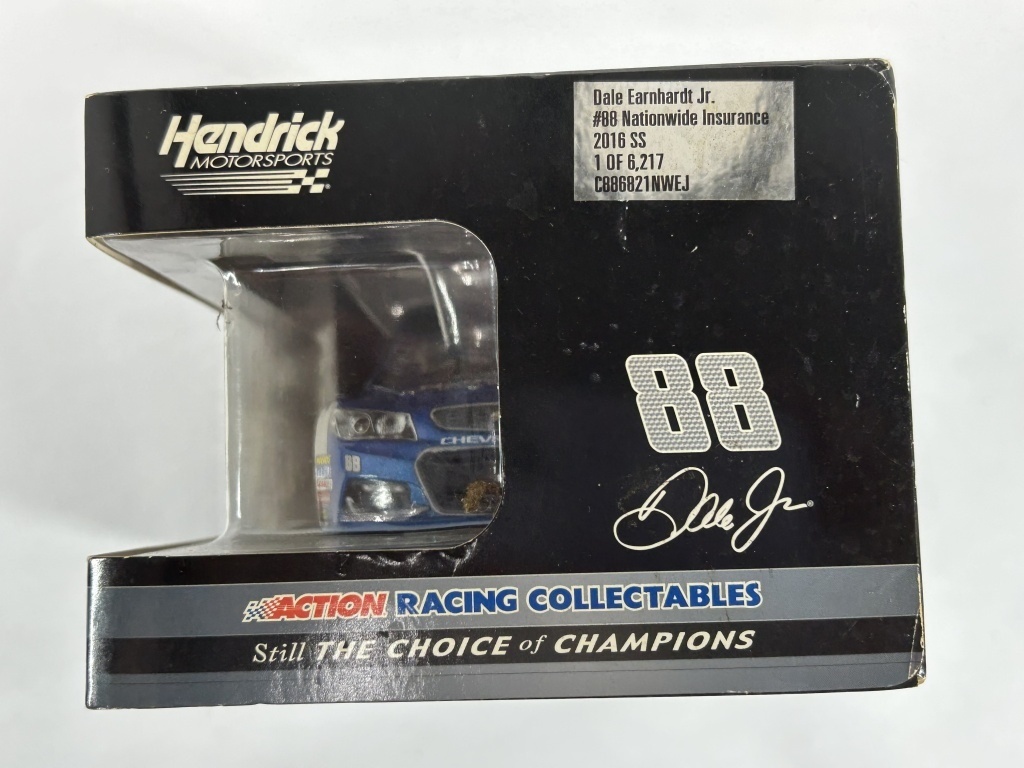 Hendrick
MOTORSPORTS
Dale Earnhardt Jr.
#88 Nationwide Insurance
2016 SS
1 OF 6,217
C886821NWEJ
88
Dale Jr.
CHEV
88
ACTION RACING COLLECTABLES
Still THE CHOICE of CHAMPIONS